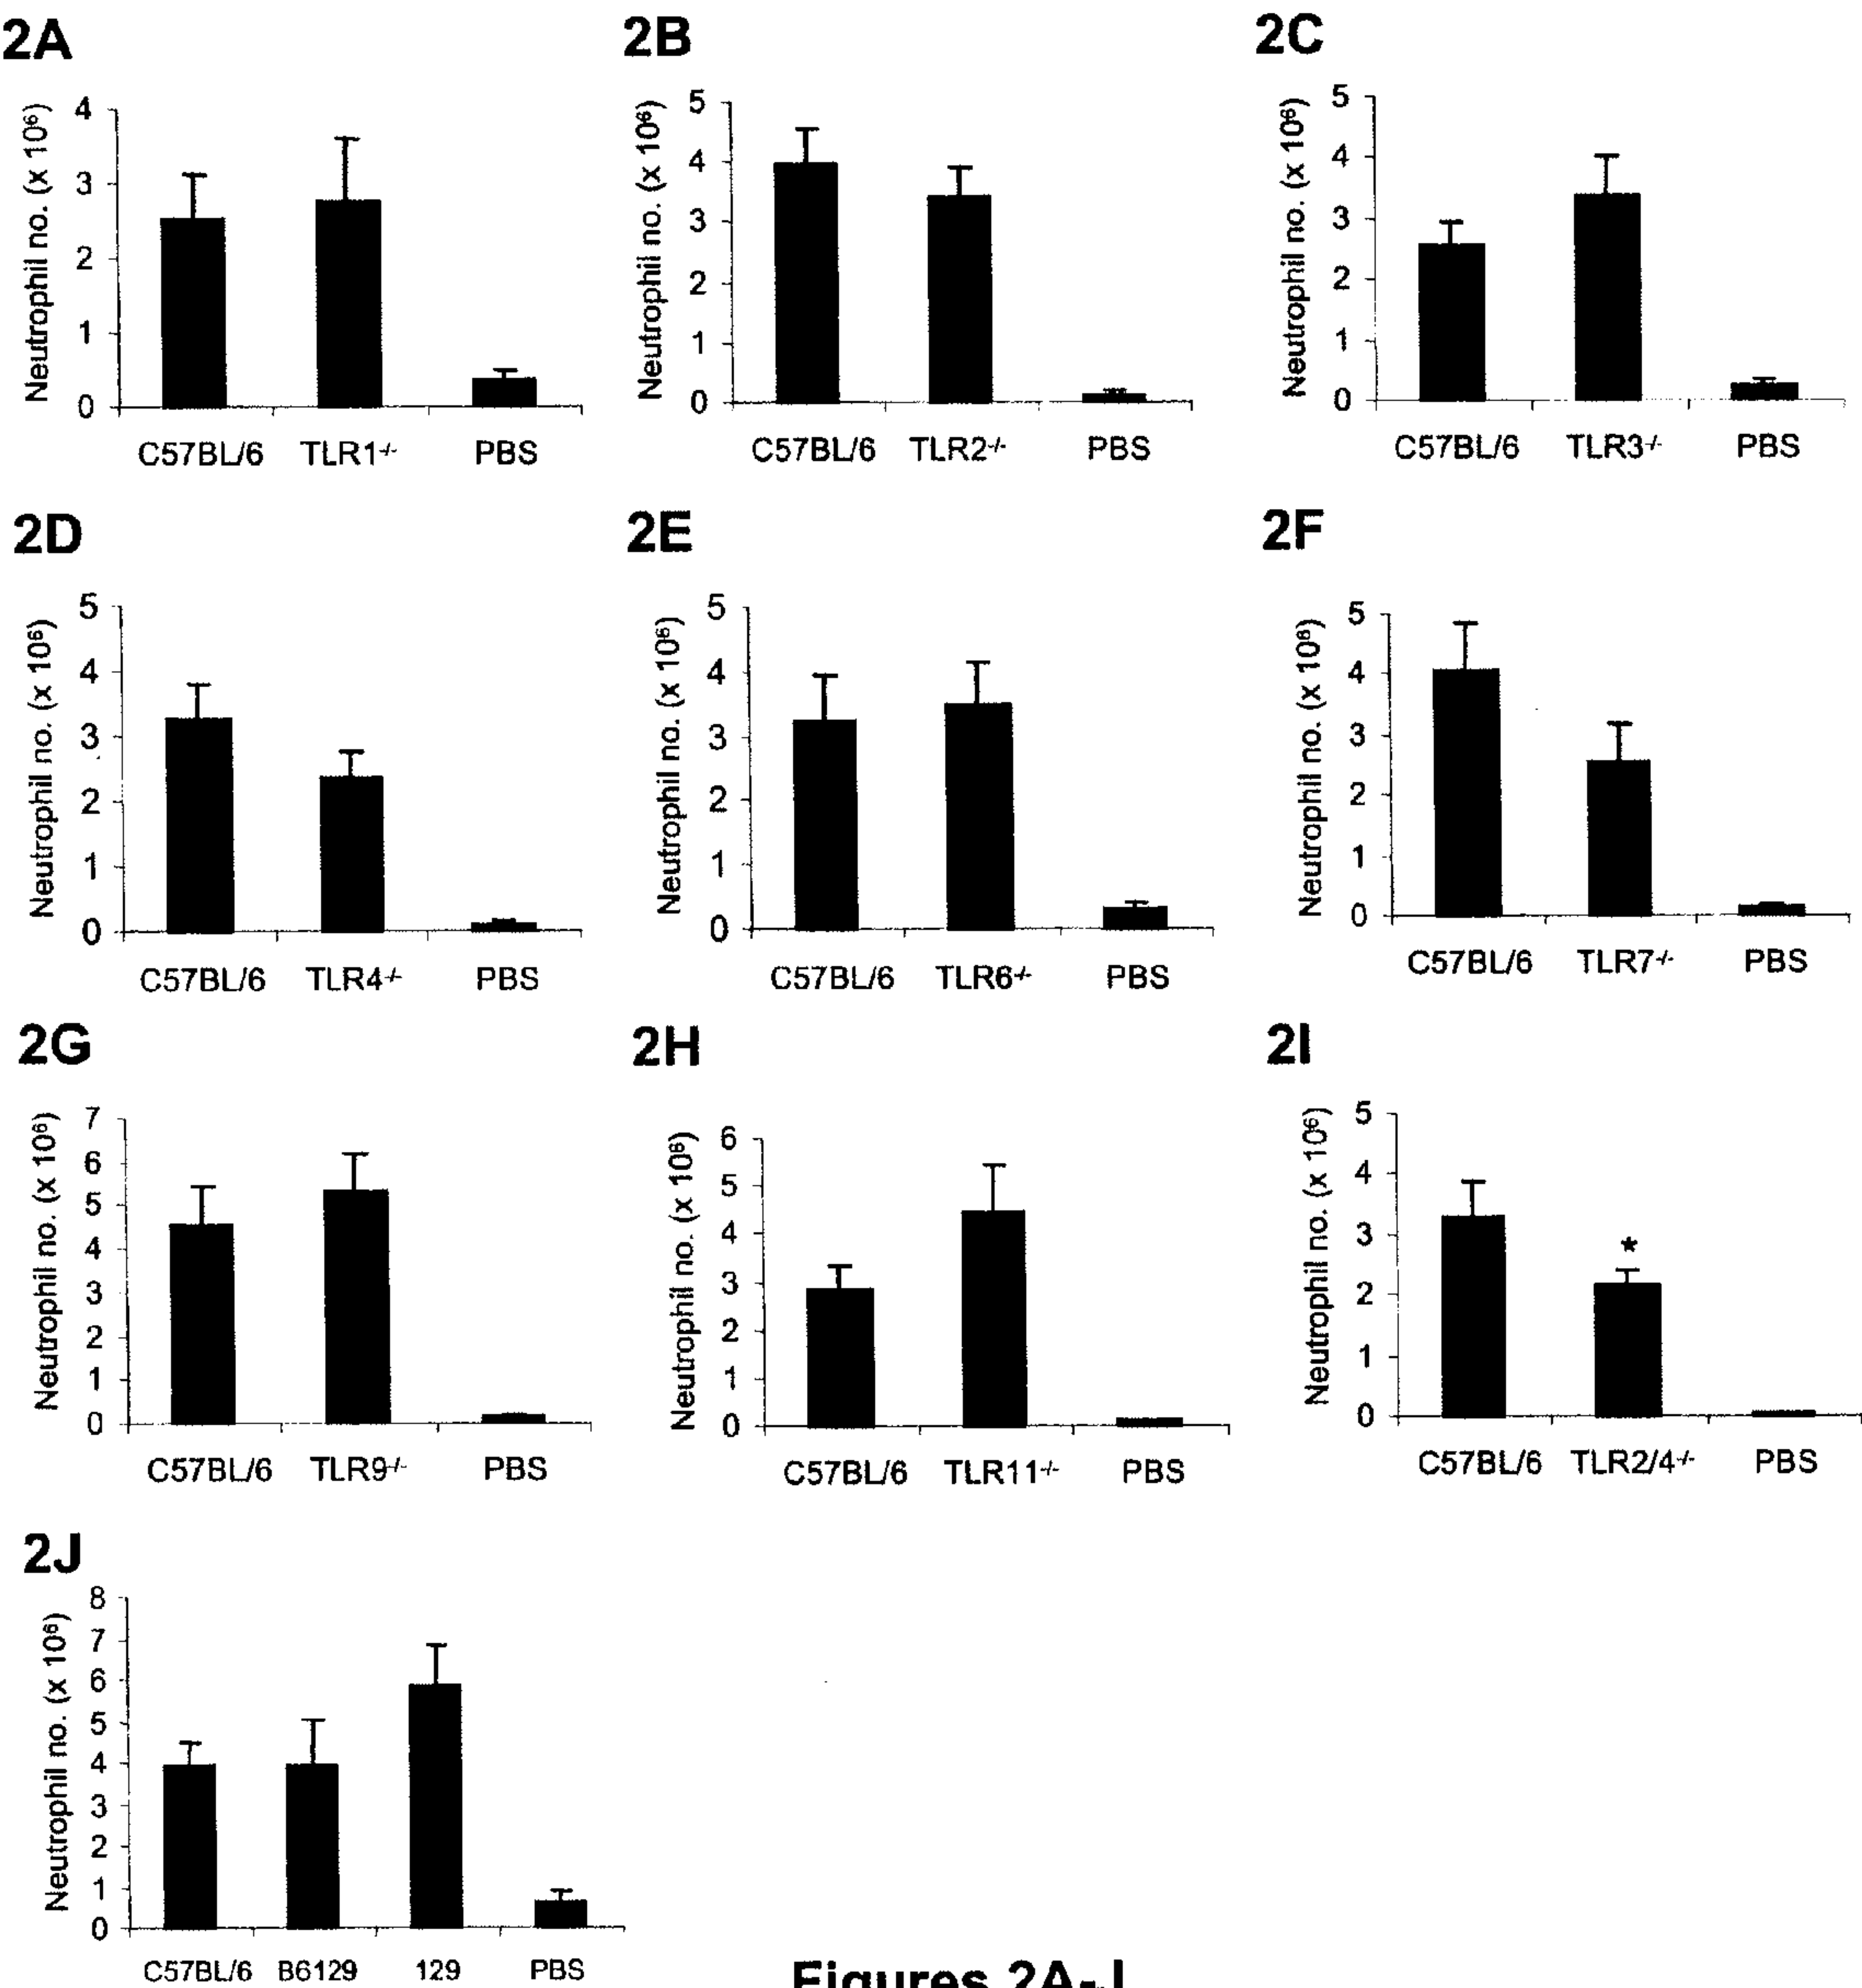 2A
Neutrophil no. (x 10⁶)
4
3
2
1
0
C57BL/6 TLR1-/- PBS
2B
Neutrophil no. (x 10⁶)
5
4
3
2
1
0
C57BL/6 TLR2-/- PBS
2C
Neutrophil no. (x 10⁶)
5
4
3
2
1
0
C57BL/6 TLR3-/- PBS
2D
Neutrophil no. (x 10⁶)
5
4
3
2
1
0
C57BL/6 TLR4-/- PBS
2E
Neutrophil no. (x 10⁶)
5
4
3
2
1
0
C57BL/6 TLR6-/- PBS
2F
Neutrophil no. (x 10⁶)
5
4
3
2
1
0
C57BL/6 TLR7-/- PBS
2G
Neutrophil no. (x 10⁶)
7
6
5
4
3
2
1
0
C57BL/6 TLR9-/- PBS
2H
Neutrophil no. (x 10⁶)
6
5
4
3
2
1
0
C57BL/6 TLR11-/- PBS
2I
Neutrophil no. (x 10⁶)
5
4
3
2
1
0
*
C57BL/6 TLR2/4-/- PBS
2J
Neutrophil no. (x 10⁶)
8
7
6
5
4
3
2
1
0
C57BL/6 B6129 129 PBS
Figures 2A-J